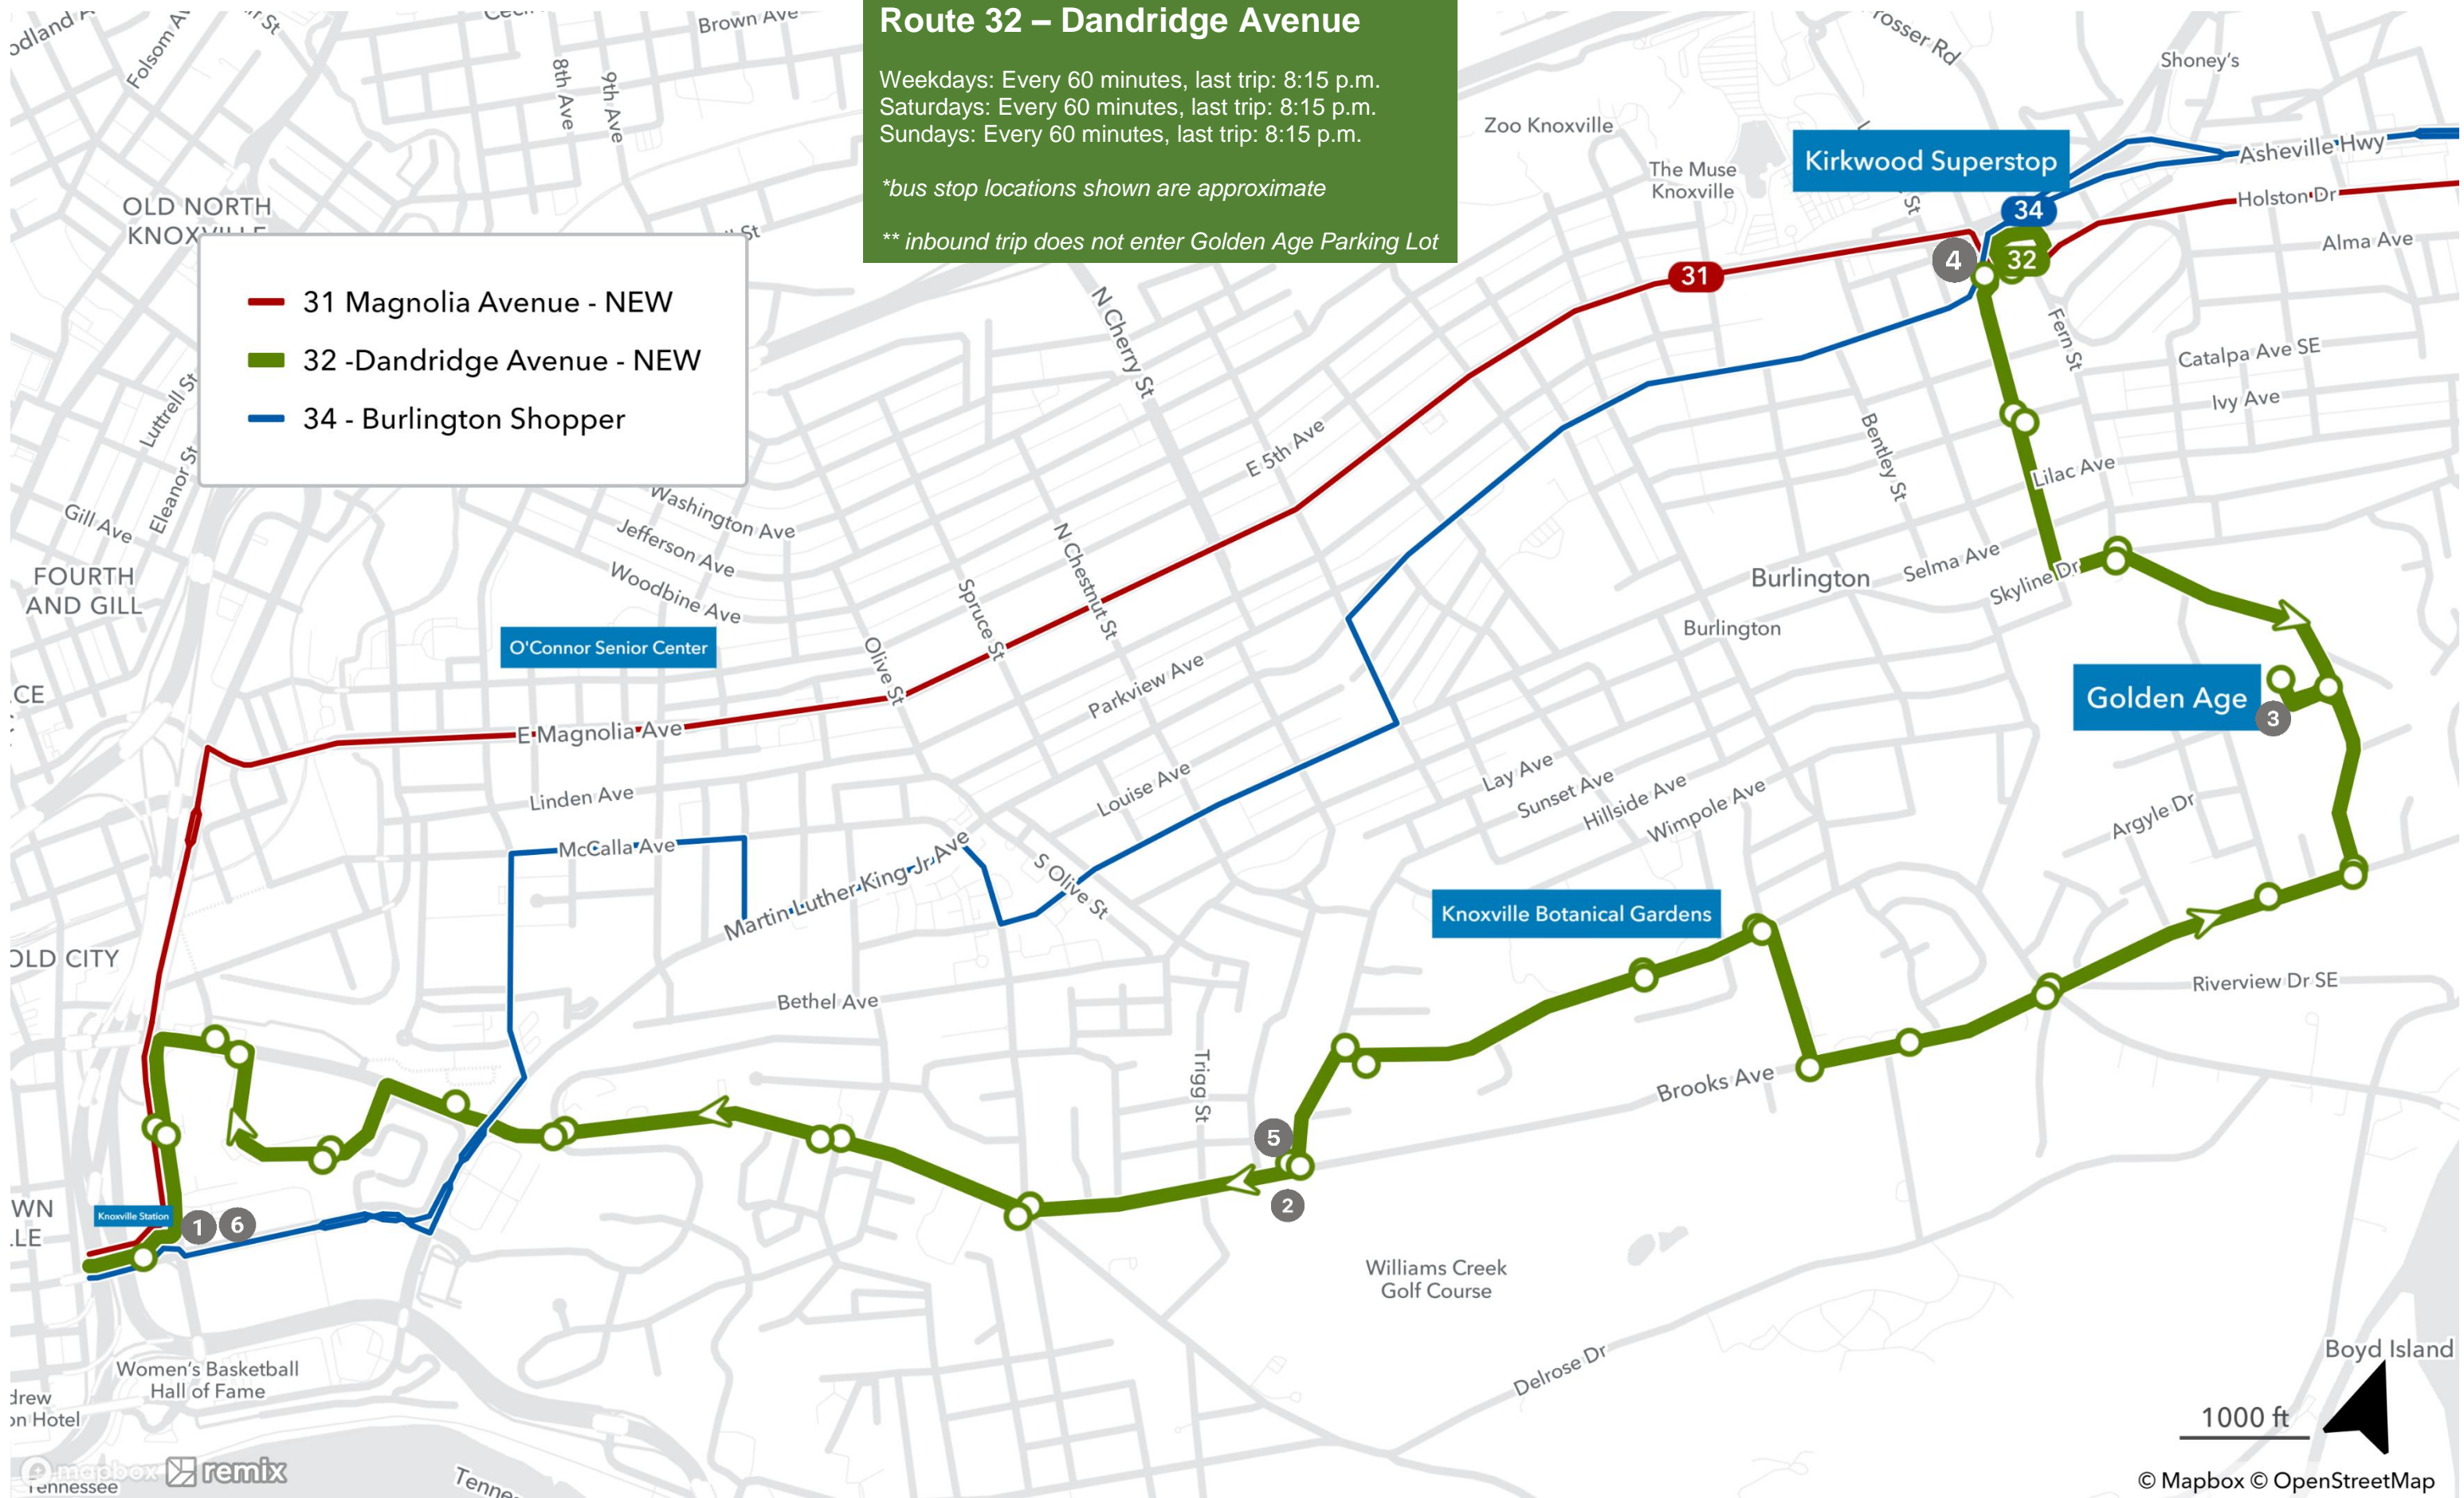 Route 32 – Dandridge Avenue
Weekdays: Every 60 minutes, last trip: 8:15 p.m.
Saturdays: Every 60 minutes, last trip: 8:15 p.m.
Sundays: Every 60 minutes, last trip: 8:15 p.m.
*bus stop locations shown are approximate
** inbound trip does not enter Golden Age Parking Lot
Folsom
8th Ave
9th Ave
Brown Ave
Shoney's
Zoo Knoxville
The Muse
Knoxville
Kirkwood Superstop
Asheville Hwy
Holston Dr
Alma Ave
34
32
4
31
OLD NORTH
31 Magnolia Avenue - NEW
32 -Dandridge Avenue - NEW
34 - Burlington Shopper
N Cherry St
Fern St
Catalpa Ave SE
Ivy Ave
Luttrell St
Eleanor St
Gill Ave
E 5th Ave
Bentley St
Lilac Ave
Washington Ave
Jefferson Ave
Woodbine Ave
N Chestnut St
Spruce St
Olive St
FOURTH
AND GILL
Burlington
Selma Ave
Skyline Dr
Burlington
O'Connor Senior Center
Parkview Ave
Golden Age
3
E Magnolia Ave
Linden Ave
Louise Ave
Lay Ave
Sunset Ave
Hillside Ave
Wimpole Ave
Argyle Dr
McCalla Ave
Martin Luther King Jr Ave
S Olive St
Knoxville Botanical Gardens
OLD CITY
Bethel Ave
Riverview Dr SE
Trigg St
Brooks Ave
5
2
Knoxville Station
1
6
Williams Creek
Golf Course
Women's Basketball
Hall of Fame
Delrose Dr
Boyd Island
1000 ft
mapbox remix
Tennessee
© Mapbox © OpenStreetMap